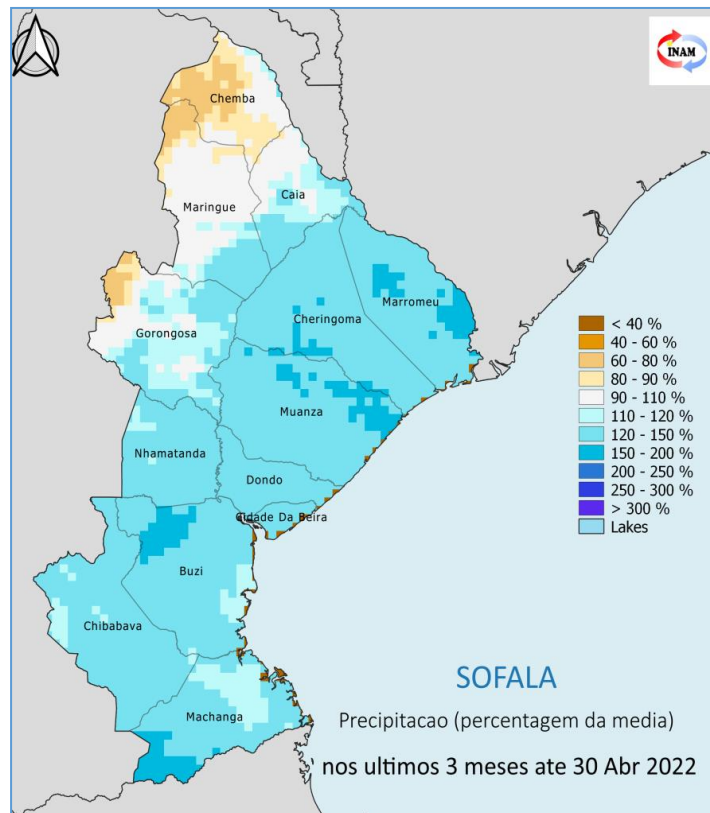 INAM
Chemba
Caia
Maringue
Marromeu
Cheringoma
Gorongosa
Muanza
Nhamatanda
Dondo
Cidade Da Beira
Buzi
Chibabava
Machanga
< 40 %
40 - 60 %
60 - 80 %
80 - 90 %
90 - 110 %
110 - 120 %
120 - 150 %
150 - 200 %
200 - 250 %
250 - 300 %
> 300 %
Lakes
SOFALA
Precipitacao (percentagem da media)
nos ultimos 3 meses ate 30 Abr 2022